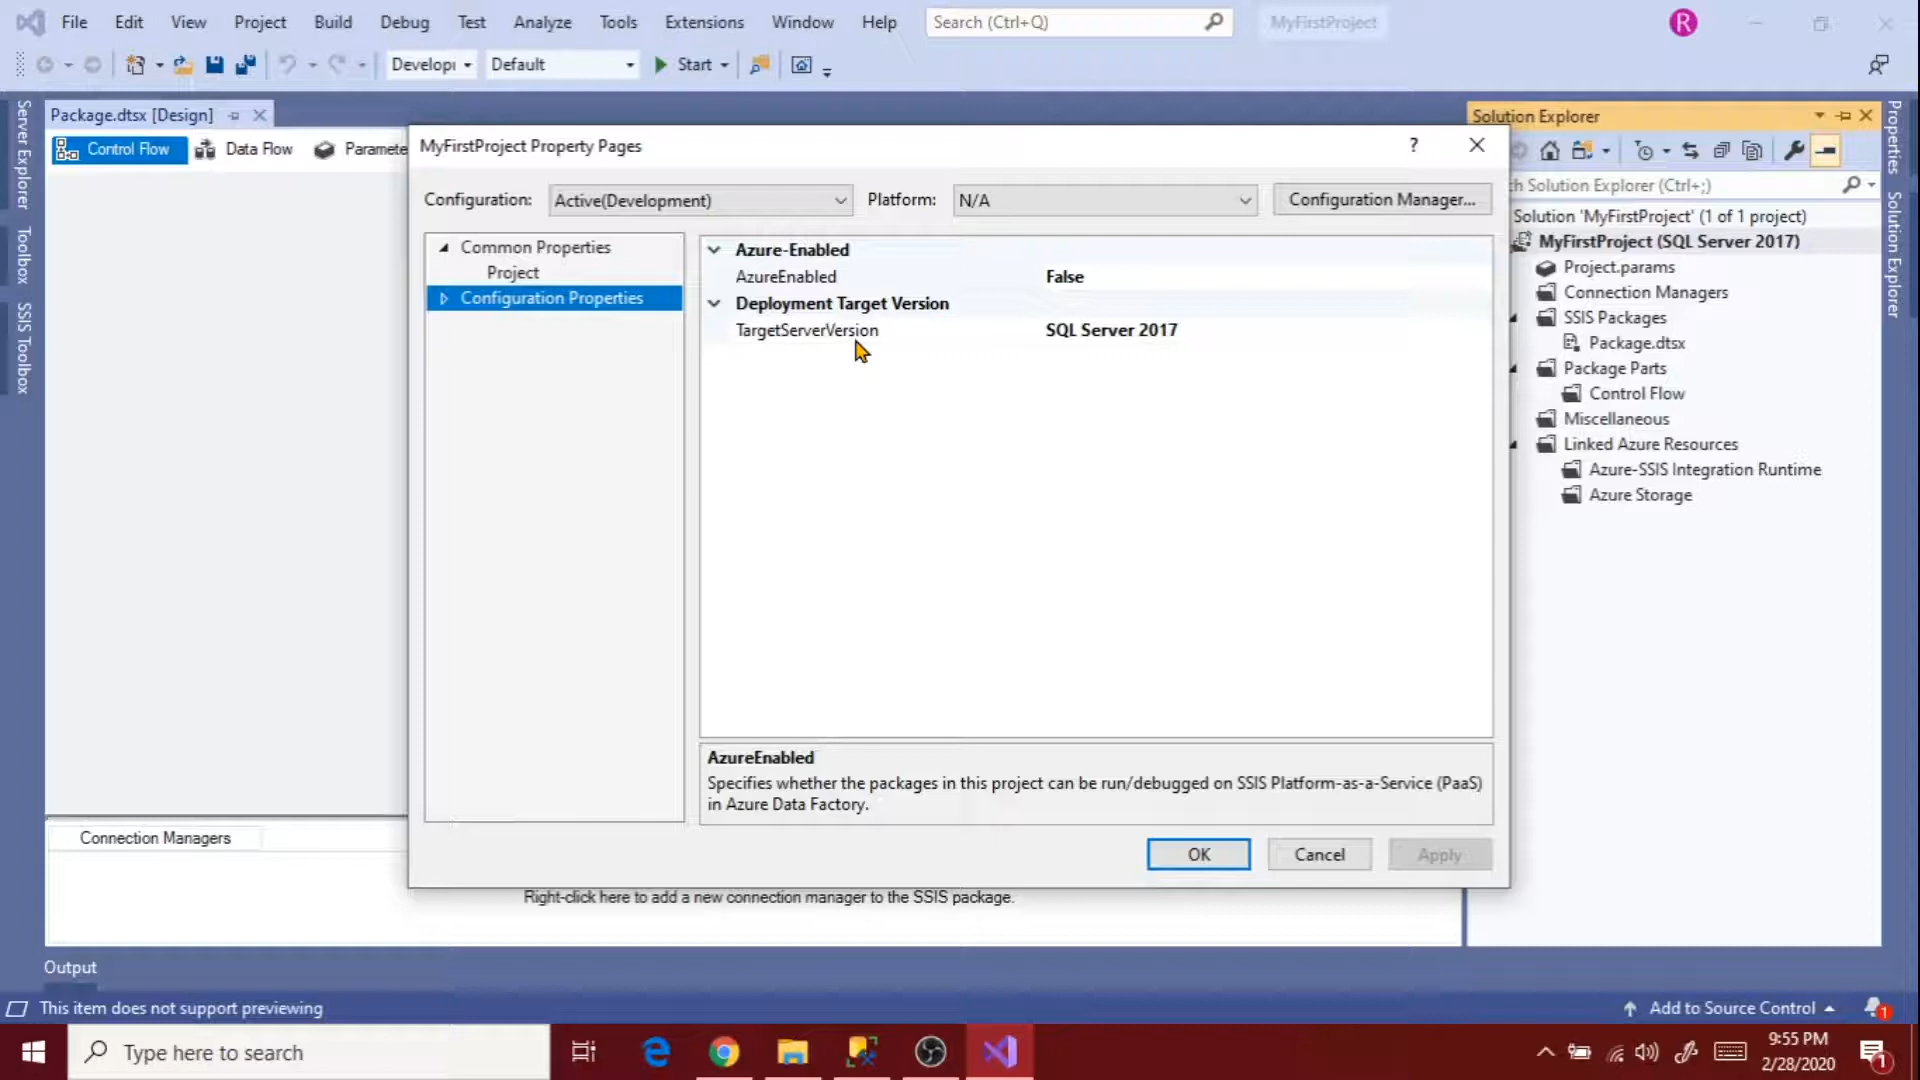 File Edit View Project Build Debug Test Analyze Tools Extensions Window Help Search (Ctrl+Q) MyFirstProject R
Default Start
Package.dtsx [Design]
Solution Explorer
Control Flow Data Flow
MyFirstProject Property Pages ?
Configuration: Active(Development) Platform: N/A Configuration Manager...
Solution Explorer (Ctrl+;)
Solution 'MyFirstProject' (1 of 1 project)
MyFirstProject (SQL Server 2017)
Project.params
Connection Managers
SSIS Packages
Package.dtsx
Package Parts
Control Flow
Miscellaneous
Linked Azure Resources
Azure-SSIS Integration Runtime
Azure Storage
Common Properties
Project
Configuration Properties
Azure-Enabled
AzureEnabled False
Deployment Target Version
TargetServerVersion SQL Server 2017
AzureEnabled
Specifies whether the packages in this project can be run/debugged on SSIS Platform-as-a-Service (PaaS)
in Azure Data Factory.
OK Cancel Apply
Server Explorer
Toolbox
SSIS Toolbox
Properties
Solution Explorer
Connection Managers
Right-click here to add a new connection manager to the SSIS package.
Output
This item does not support previewing
Add to Source Control 1
Type here to search
9:55 PM
2/28/2020
1